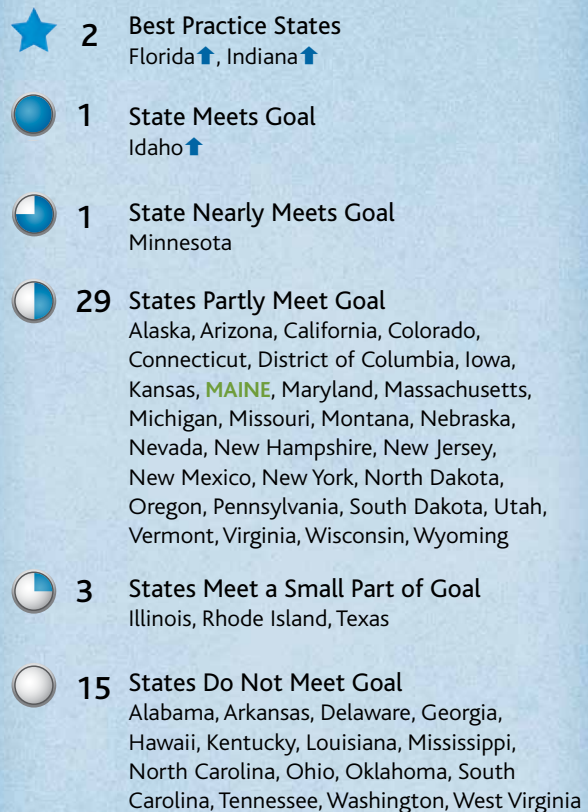 2 Best Practice States
Florida⬆, Indiana⬆
1 State Meets Goal
Idaho⬆
1 State Nearly Meets Goal
Minnesota
29 States Partly Meet Goal
Alaska, Arizona, California, Colorado,
Connecticut, District of Columbia, Iowa,
Kansas, MAINE, Maryland, Massachusetts,
Michigan, Missouri, Montana, Nebraska,
Nevada, New Hampshire, New Jersey,
New Mexico, New York, North Dakota,
Oregon, Pennsylvania, South Dakota, Utah,
Vermont, Virginia, Wisconsin, Wyoming
3 States Meet a Small Part of Goal
Illinois, Rhode Island, Texas
15 States Do Not Meet Goal
Alabama, Arkansas, Delaware, Georgia,
Hawaii, Kentucky, Louisiana, Mississippi,
North Carolina, Ohio, Oklahoma, South
Carolina, Tennessee, Washington, West Virginia